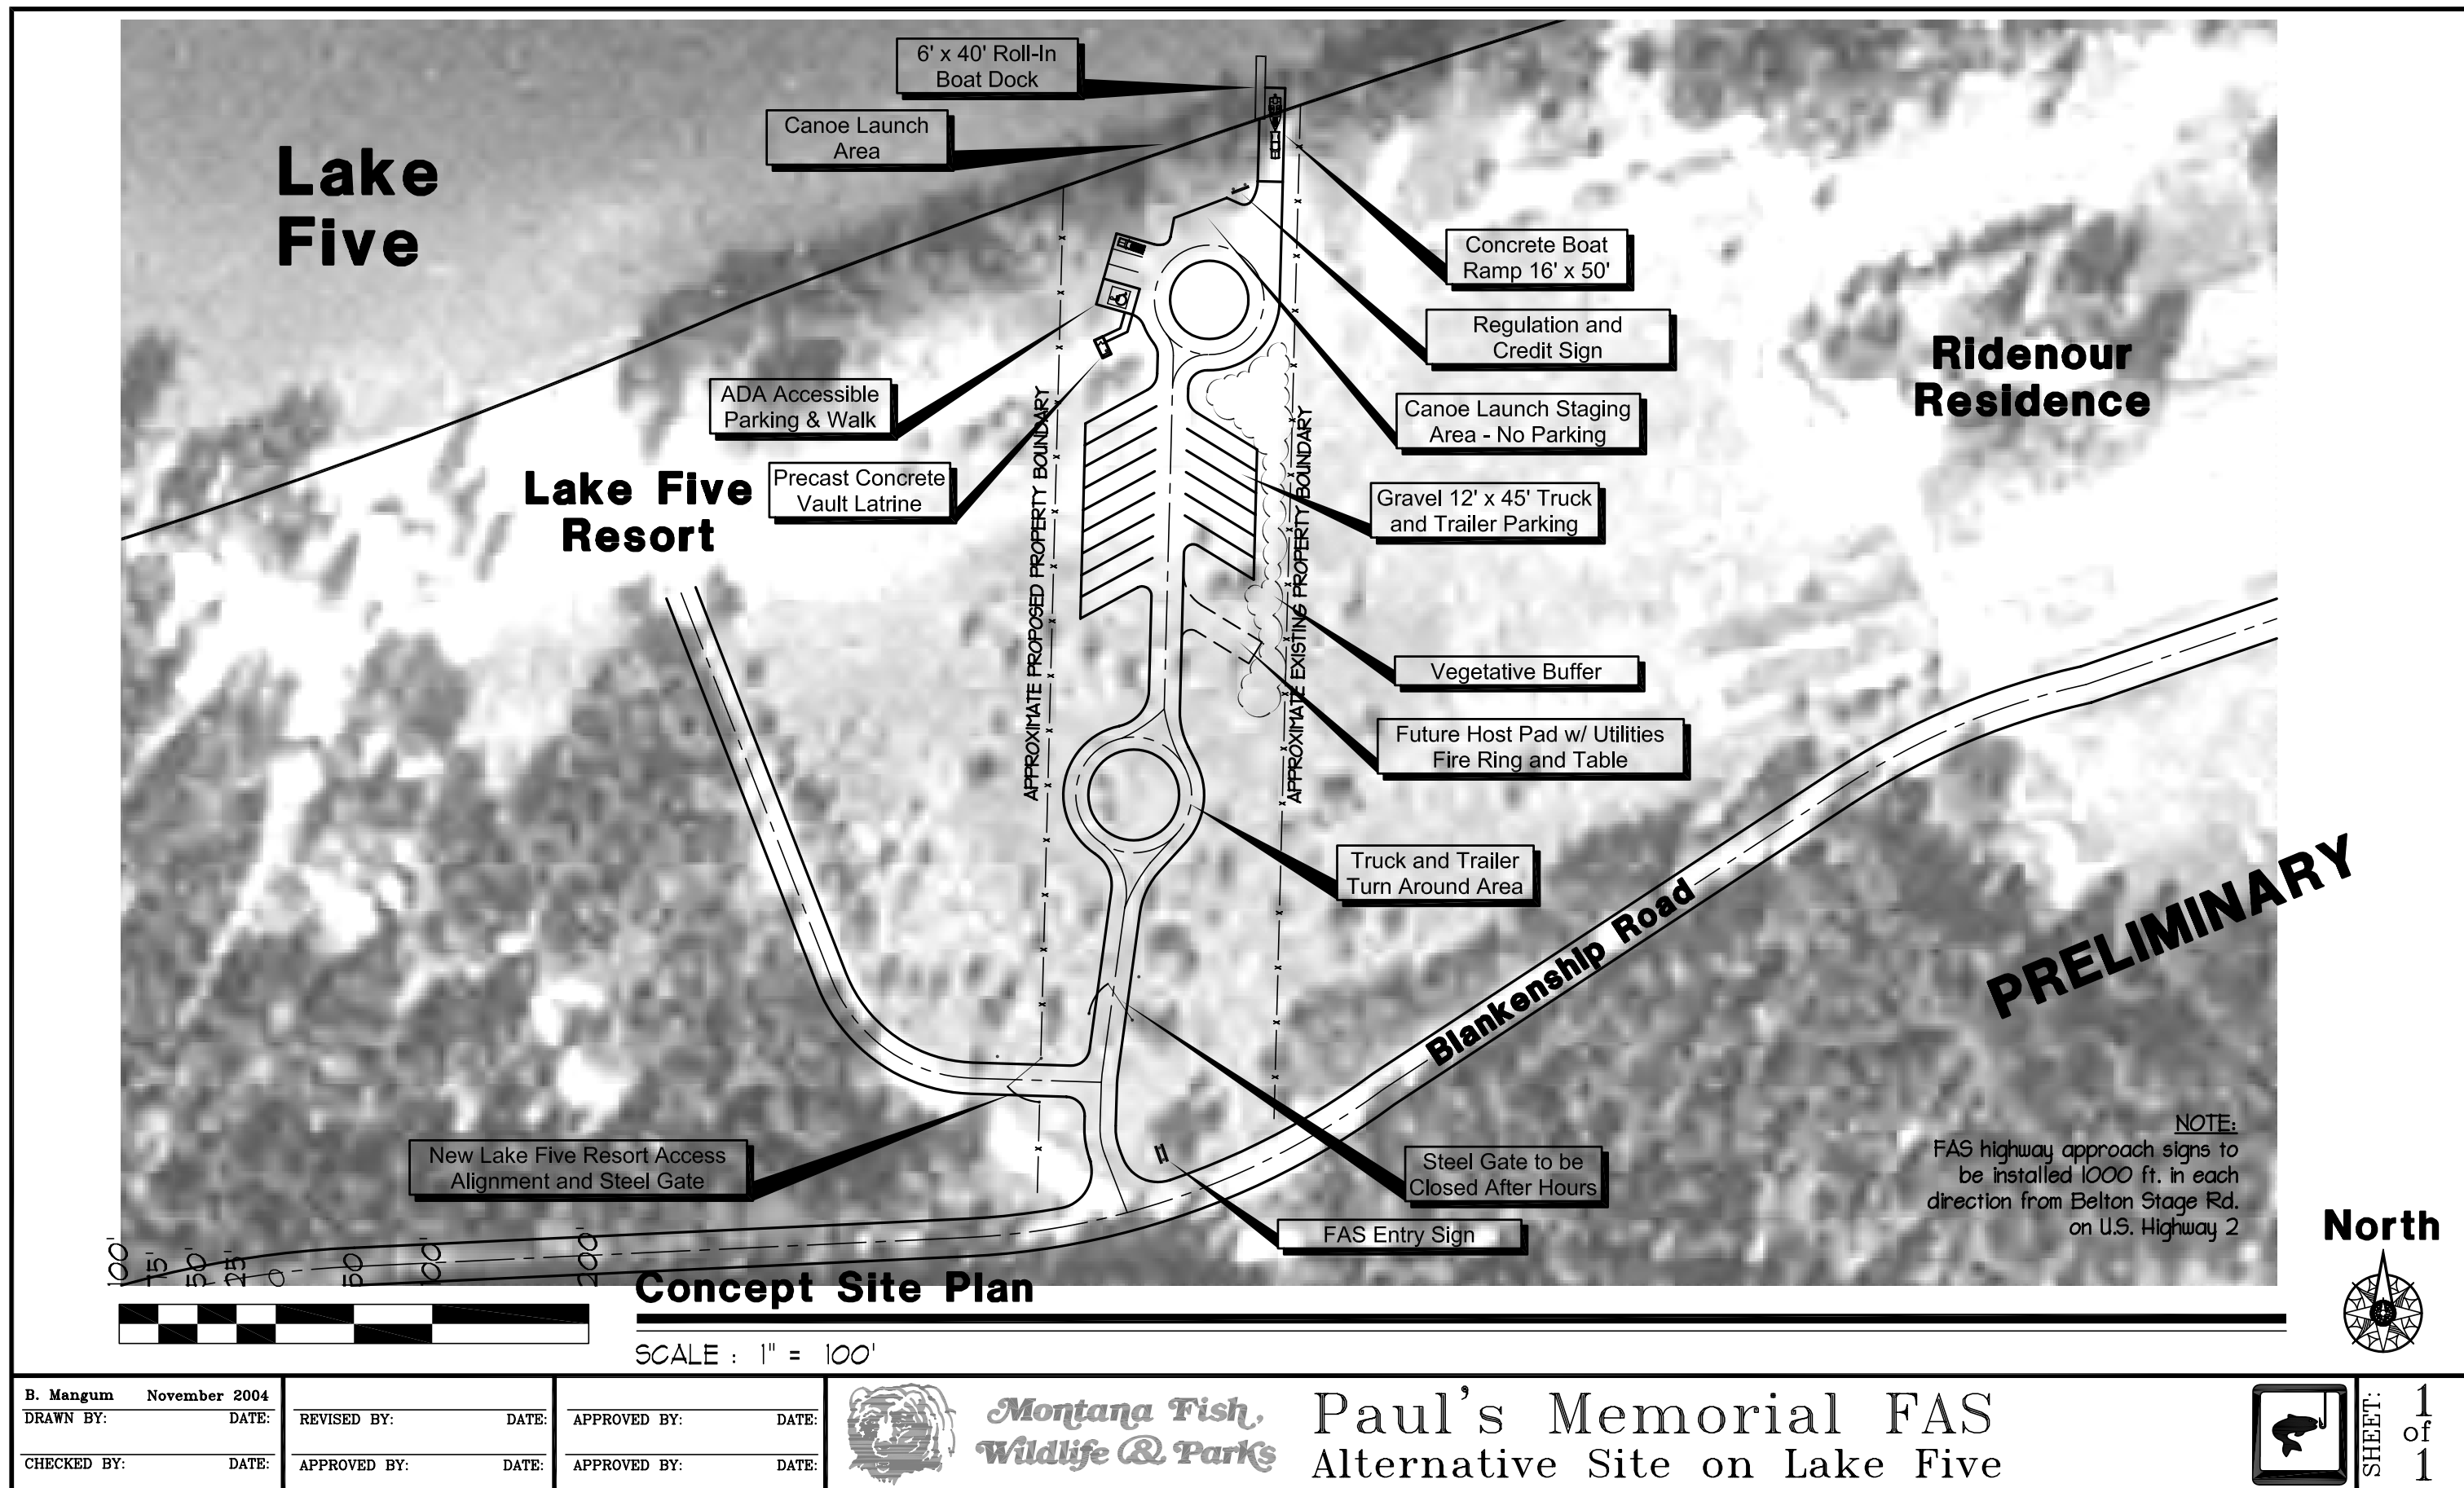 6' x 40' Roll-In
Boat Dock
Canoe Launch
Area
Lake
Five
Concrete Boat
Ramp 16' x 50'
Regulation and
Credit Sign
Ridenour
Residence
ADA Accessible
Parking & Walk
Canoe Launch Staging
Area - No Parking
Lake Five
Resort
Precast Concrete
Vault Latrine
Gravel 12' x 45' Truck
and Trailer Parking
APPROXIMATE PROPOSED PROPERTY BOUNDARY
APPROXIMATE EXISTING PROPERTY BOUNDARY
Vegetative Buffer
Future Host Pad w/ Utilities
Fire Ring and Table
Truck and Trailer
Turn Around Area
Blankenship Road
PRELIMINARY
New Lake Five Resort Access
Alignment and Steel Gate
Steel Gate to be
Closed After Hours
FAS Entry Sign
NOTE:
FAS highway approach signs to
be installed 1000 ft. in each
direction from Belton Stage Rd.
on U.S. Highway 2
North
100' 75' 50' 25' 0 50 100' 200'
Concept Site Plan
SCALE : 1" = 100'
B. Mangum November 2004
DRAWN BY: DATE:
CHECKED BY: DATE:
REVISED BY: DATE:
APPROVED BY: DATE:
APPROVED BY: DATE:
APPROVED BY: DATE:
Montana Fish,
Wildlife & Parks
Paul's Memorial FAS
Alternative Site on Lake Five
SHEET:
1
of
1